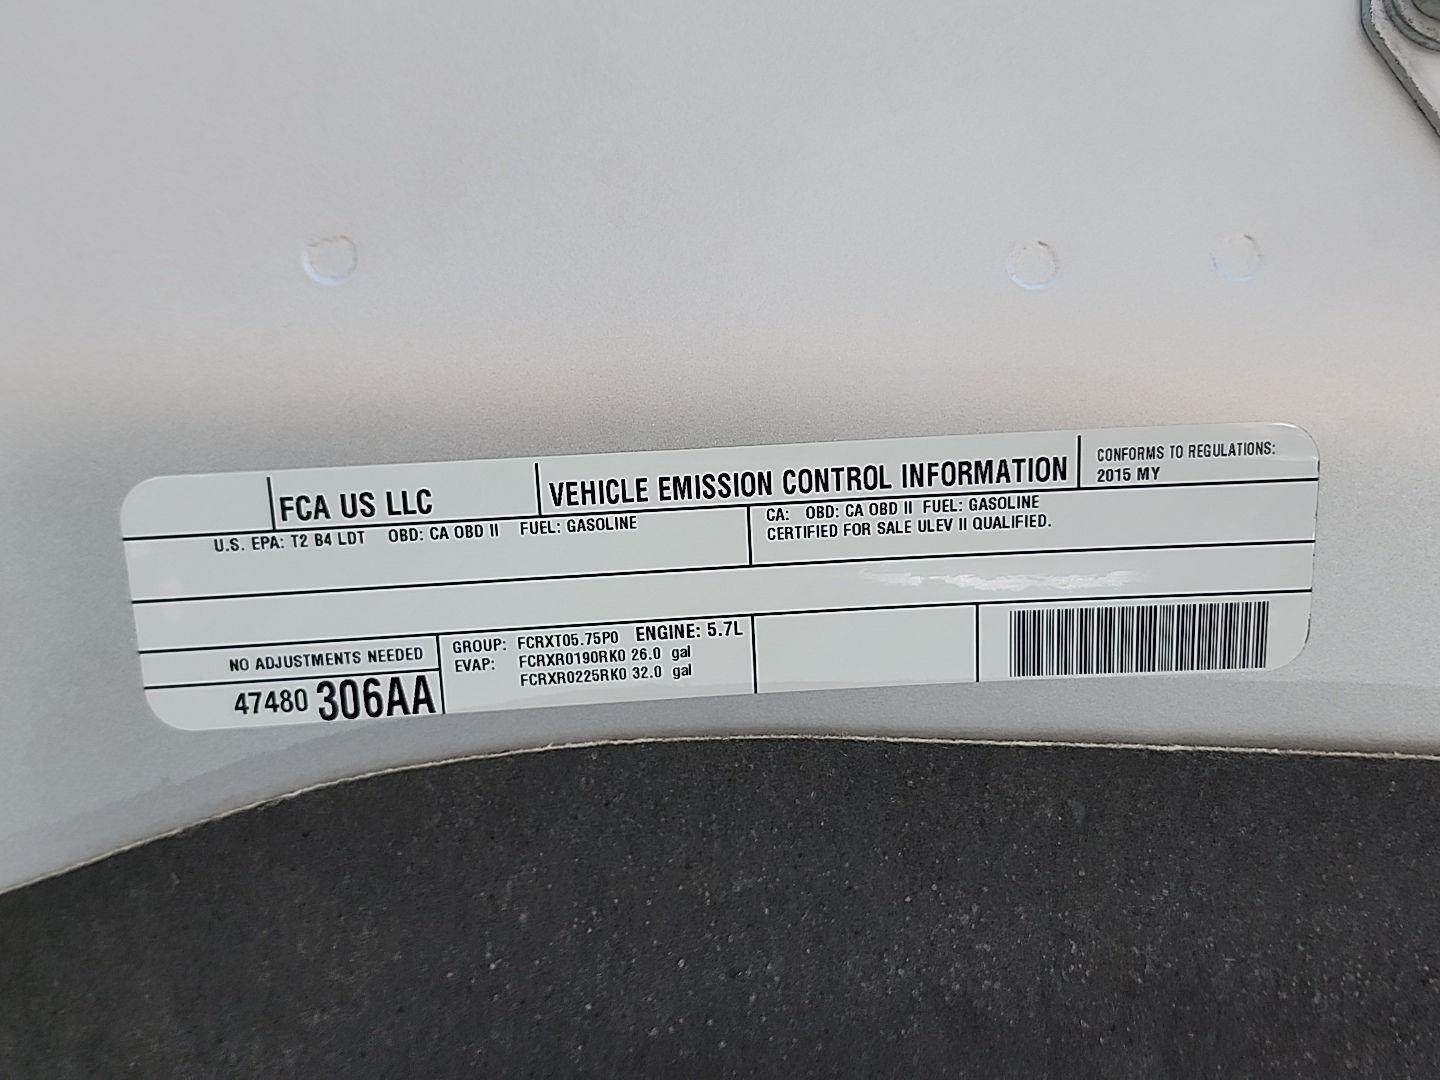 FCA US LLC
VEHICLE EMISSION CONTROL INFORMATION
CONFORMS TO REGULATIONS:
2015 MY
U.S. EPA: T2 B4 LDT OBD: CA OBD II FUEL: GASOLINE
CA: OBD: CA OBD II FUEL: GASOLINE
CERTIFIED FOR SALE ULEV II QUALIFIED.
NO ADJUSTMENTS NEEDED
47480 306AA
GROUP: FCRXT05.75P0 ENGINE: 5.7L
EVAP: FCRXR0190RK0 26.0 gal
FCRXR0225RK0 32.0 gal